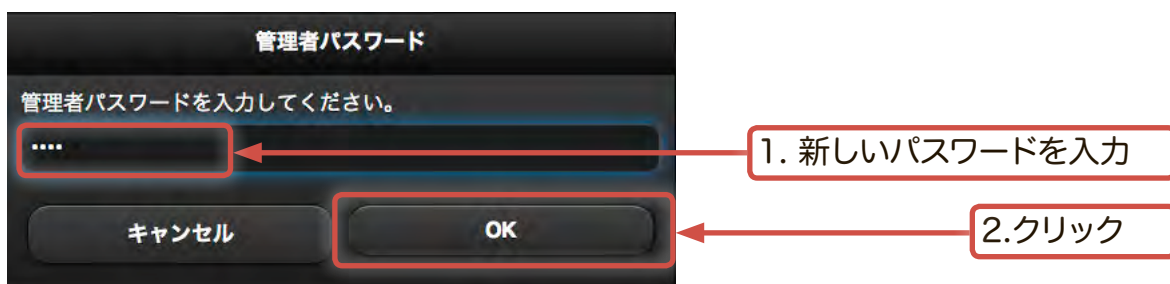 管理者パスワード
管理者パスワードを入力してください。
••••
1. 新しいパスワードを入力
キャンセル
OK
2.クリック